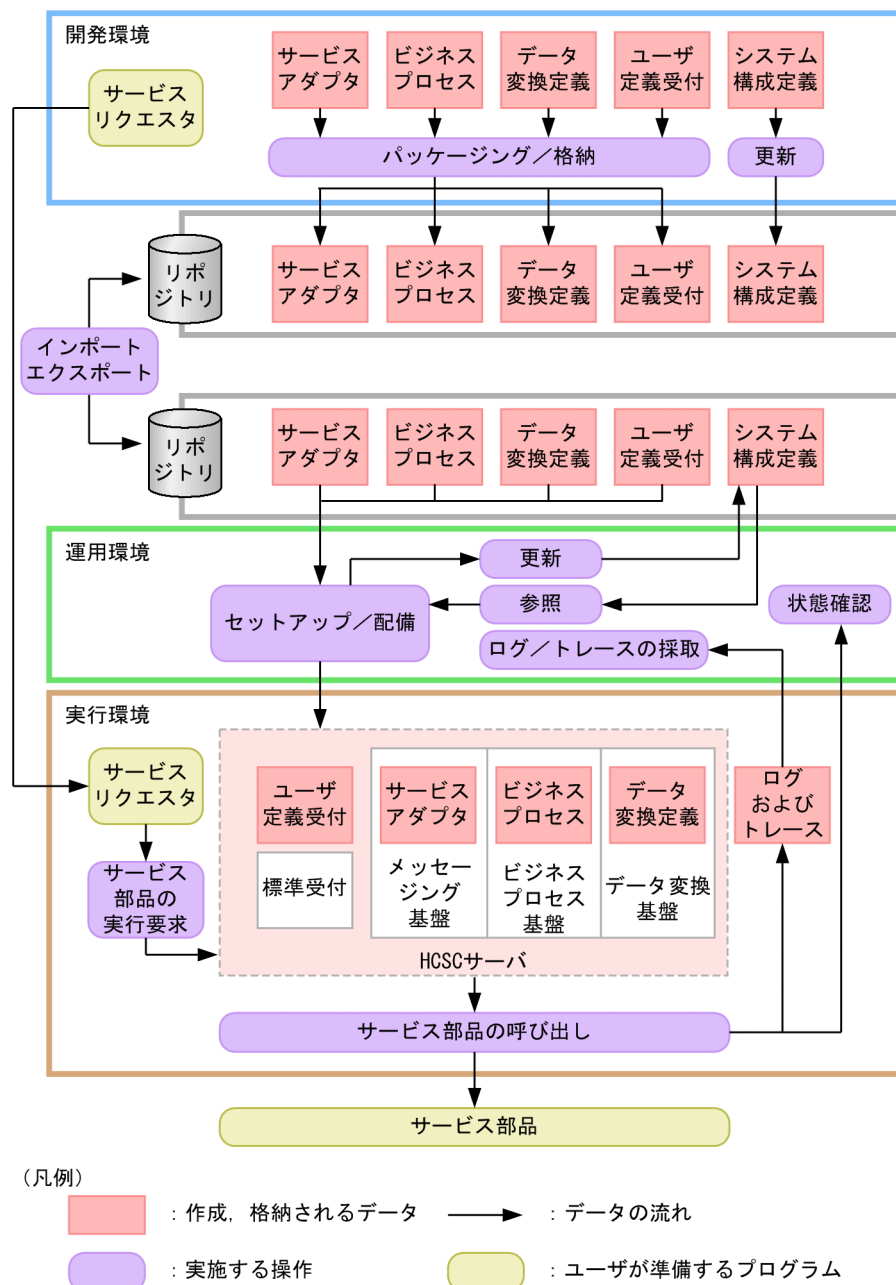 開発環境
サービス
リクエスタ
サービス
アダプタ
ビジネス
プロセス
データ
変換定義
ユーザ
定義受付
システム
構成定義
パッケージング／格納
更新
リポ
ジトリ
サービス
アダプタ
ビジネス
プロセス
データ
変換定義
ユーザ
定義受付
システム
構成定義
インポート
エクスポート
リポ
ジトリ
サービス
アダプタ
ビジネス
プロセス
データ
変換定義
ユーザ
定義受付
システム
構成定義
運用環境
更新
セットアップ／配備
参照
状態確認
ログ／トレースの採取
実行環境
サービス
リクエスタ
ユーザ
定義受付
サービス
アダプタ
ビジネス
プロセス
データ
変換定義
ログ
および
トレース
サービス
部品の
実行要求
標準受付
メッセー
ジング
基盤
ビジネス
プロセス
基盤
データ変換
基盤
HCSCサーバ
サービス部品の呼び出し
サービス部品
（凡例）
：作成，格納されるデータ
：データの流れ
：実施する操作
：ユーザが準備するプログラム